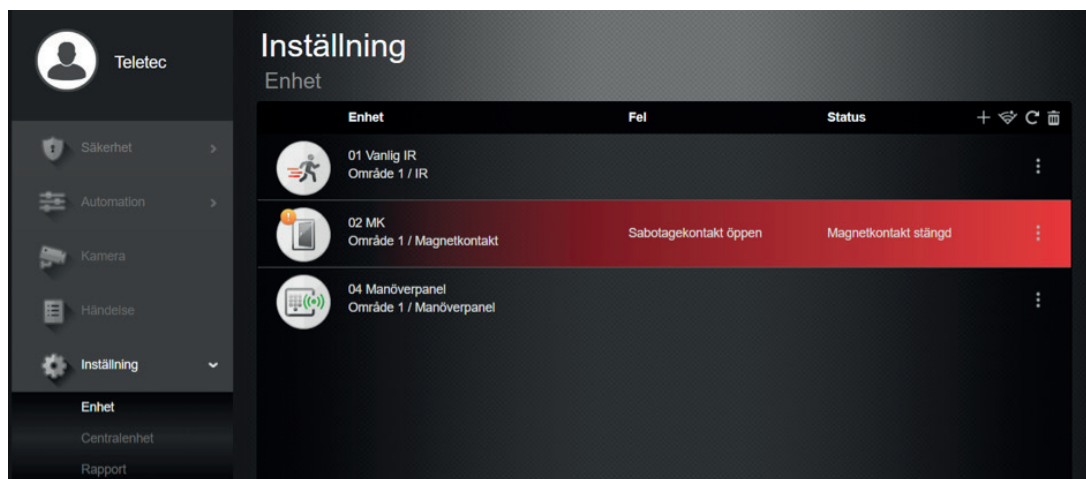 Teletec
Säkerhet
Automation
Kamera
Händelse
Inställning
Enhet
Centralenhet
Rapport
Inställning
Enhet
Enhet Fel Status
01 Vanlig IR
Område 1 / IR
02 MK
Område 1 / Magnetkontakt
Sabotagekontakt öppen
Magnetkontakt stängd
04 Manöverpanel
Område 1 / Manöverpanel